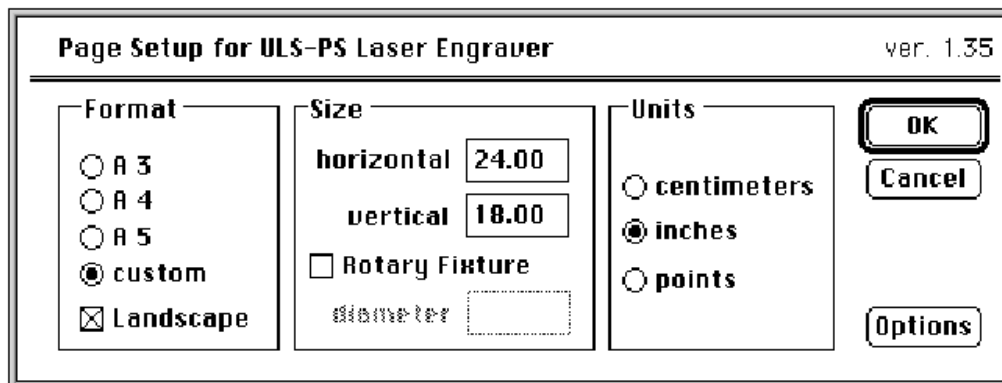 Page Setup for ULS-PS Laser Engraver ver. 1.35
Format
A 3
A 4
A 5
custom
Landscape
Size
horizontal 24.00
vertical 18.00
Rotary Fixture
diameter
Units
centimeters
inches
points
OK
Cancel
Options